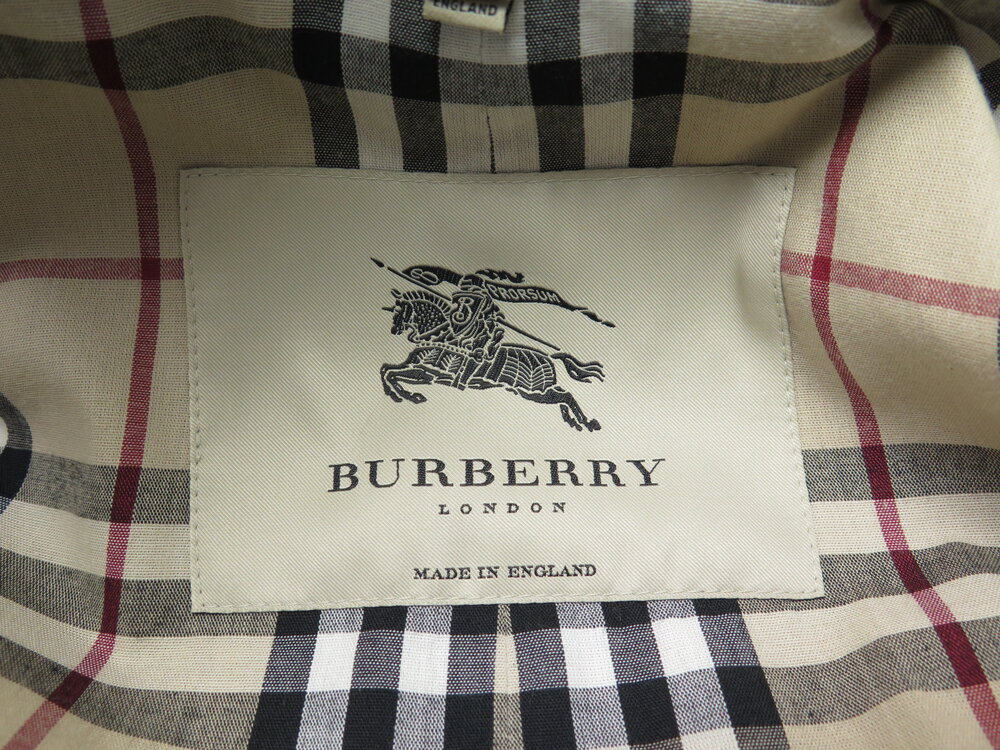 ENGLAND
PRORSUM
B
BURBERRY
LONDON
MADE IN ENGLAND